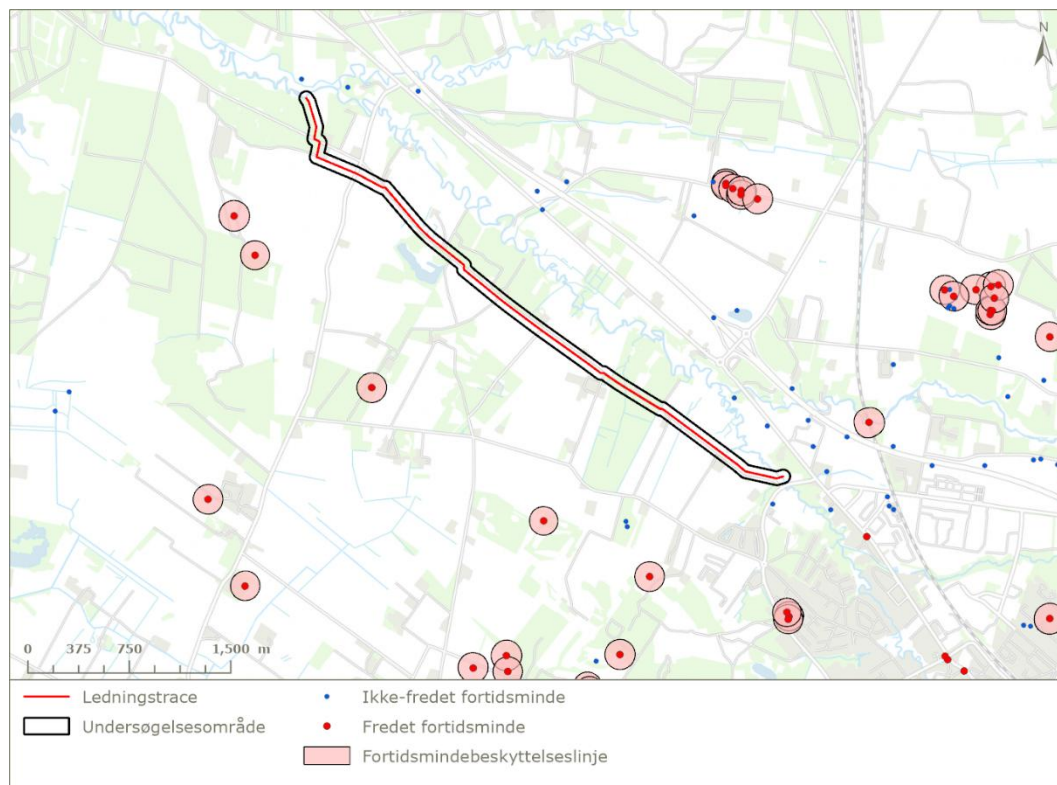 N
0 375 750 1,500 m
Ledningstrace
Undersøgelsesområde
Ikke-fredet fortidsminde
Fredet fortidsminde
Fortidsmindebeskyttelseslinje